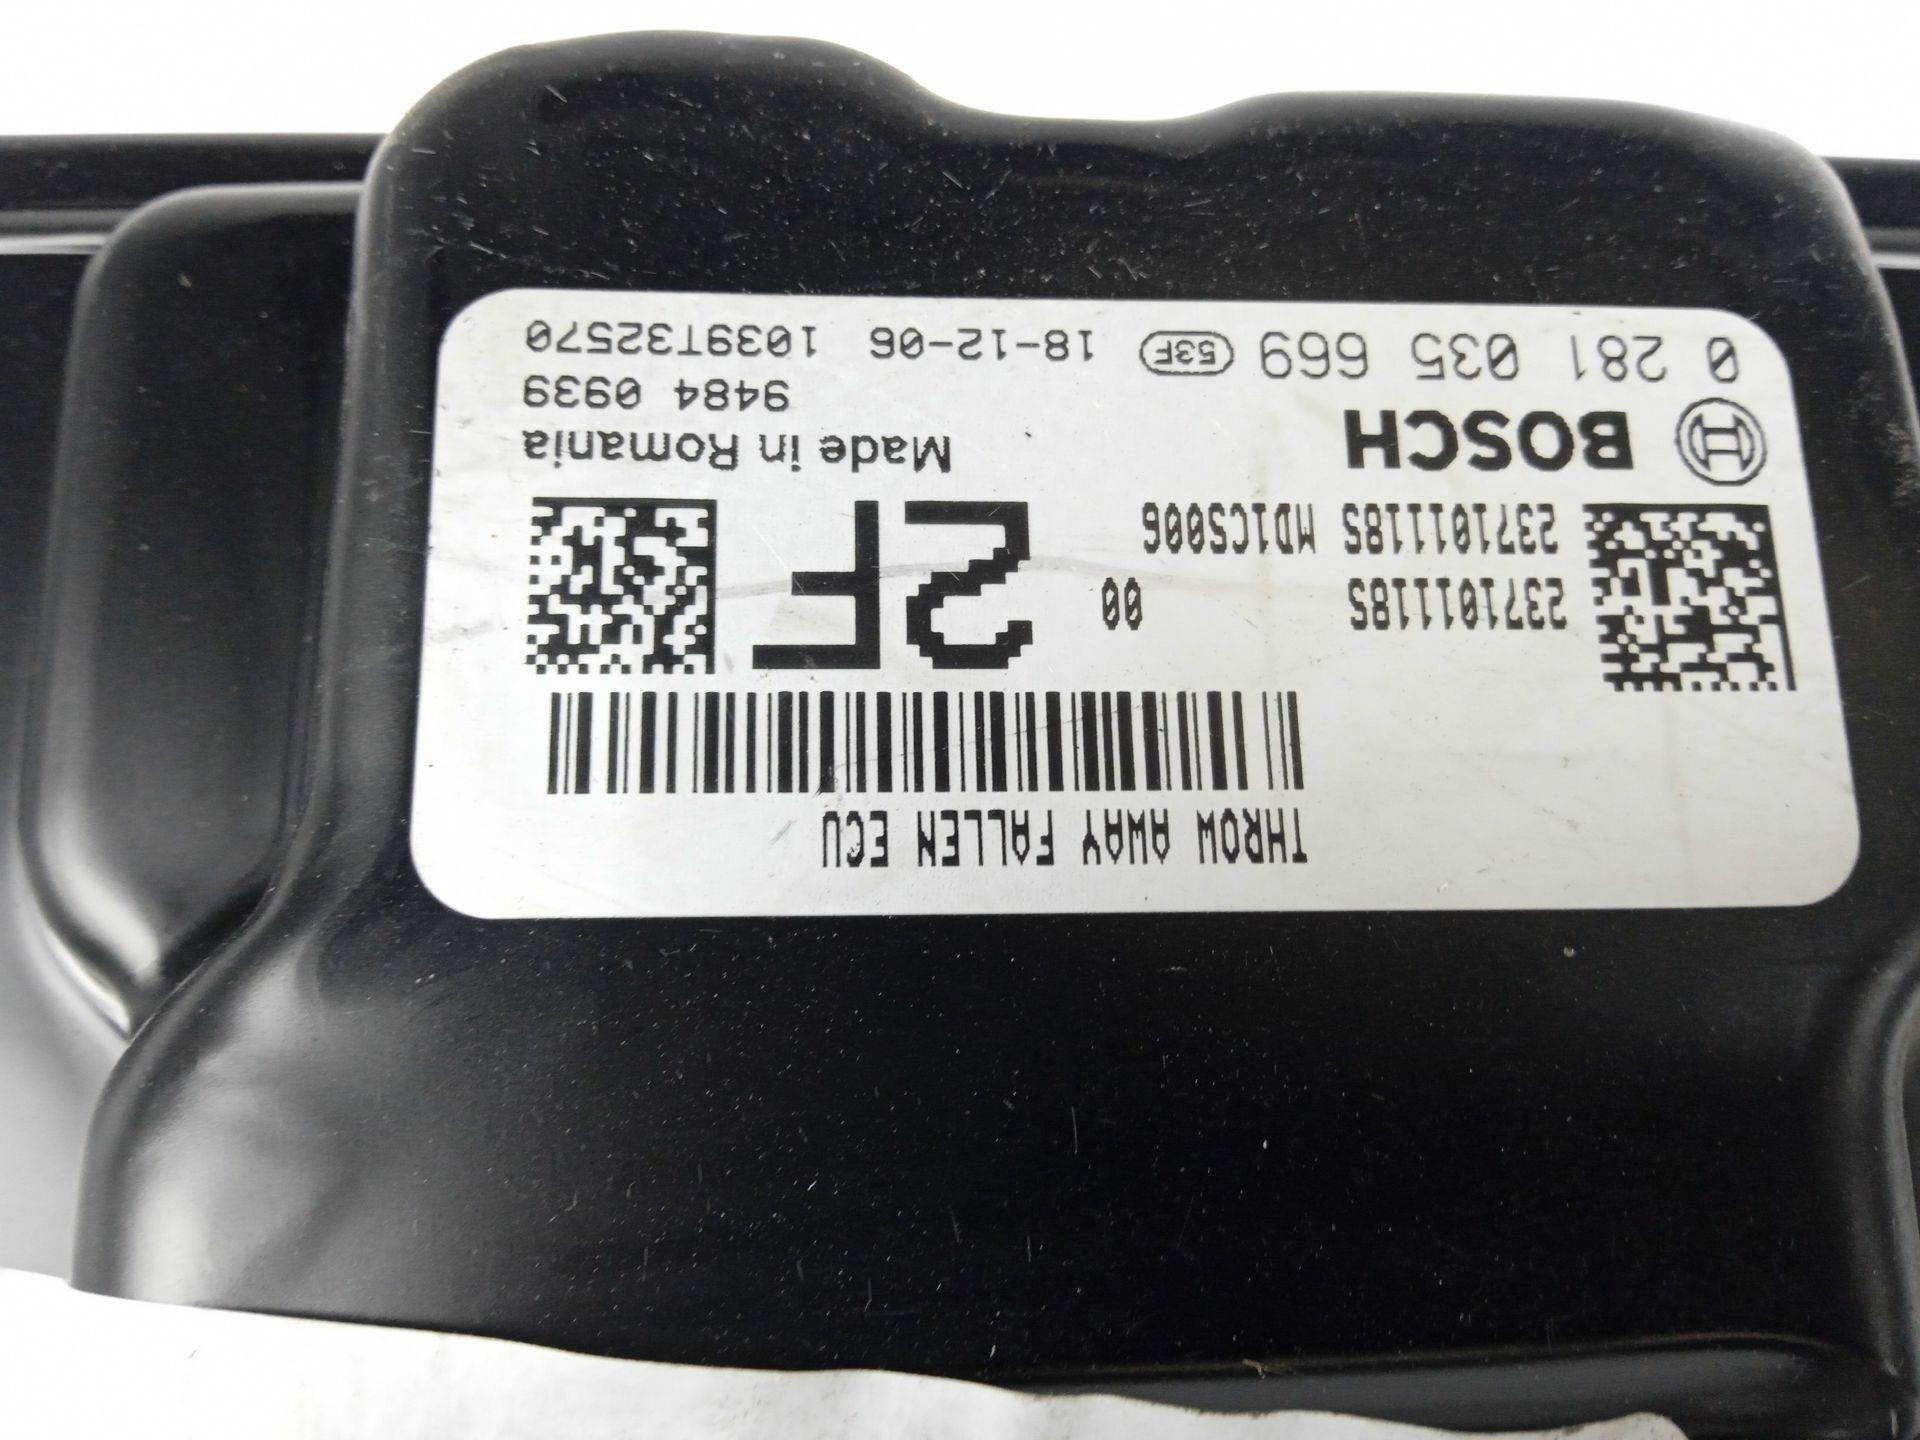 THROW AWAY FALLEN ECU
237101118S 00
237101118S MD1CS006
2F
BOSCH
Made in Romania
9484 0939
0 281 035 669 53F 18-12-06 1039T32570